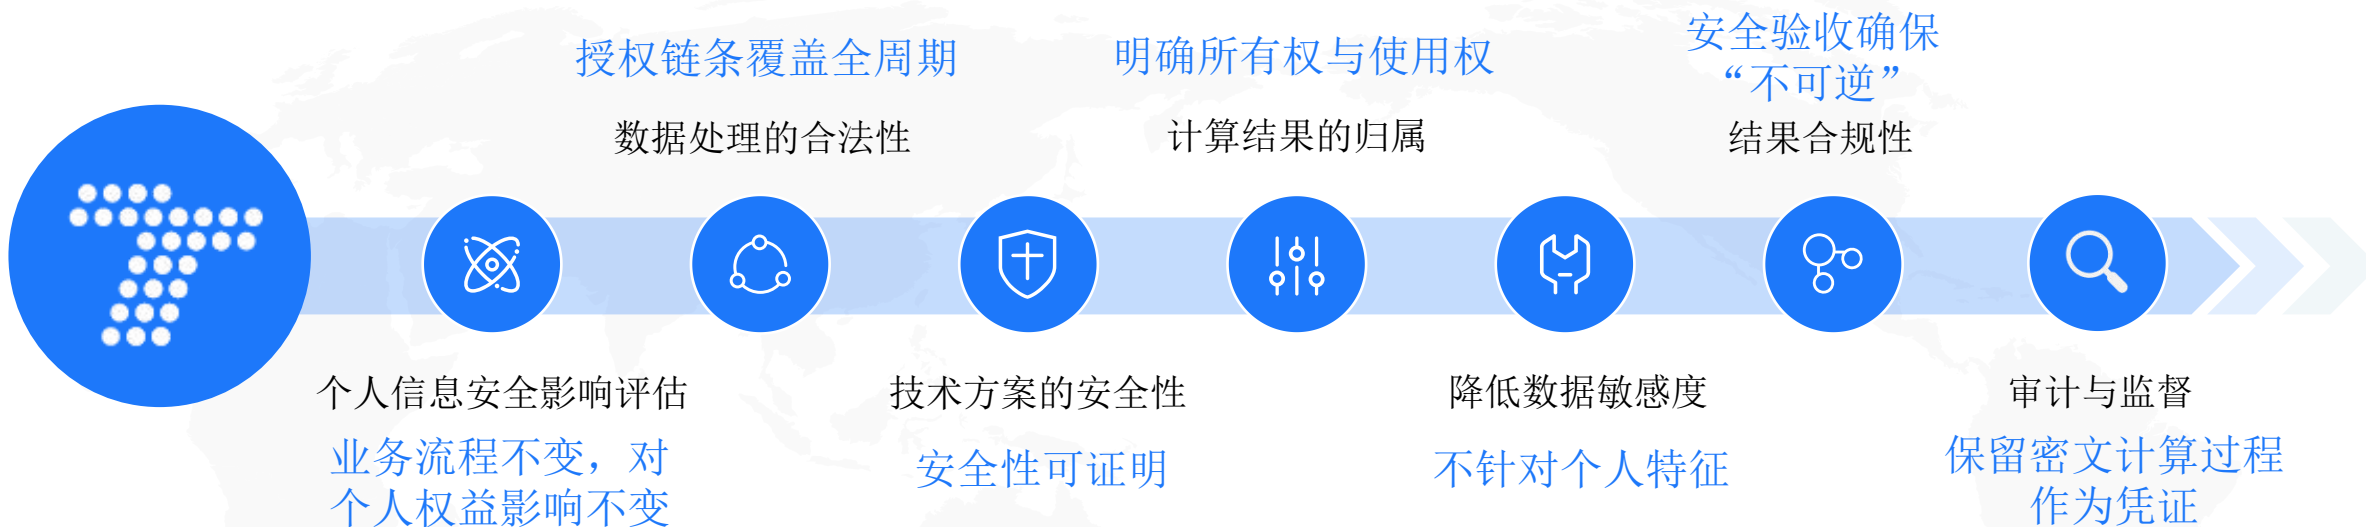 授权链条覆盖全周期
数据处理的合法性
明确所有权与使用权
计算结果的归属
安全验收确保
“不可逆”
结果合规性
个人信息安全影响评估
业务流程不变，对
个人权益影响不变
技术方案的安全性
安全性可证明
降低数据敏感度
不针对个人特征
审计与监督
保留密文计算过程
作为凭证